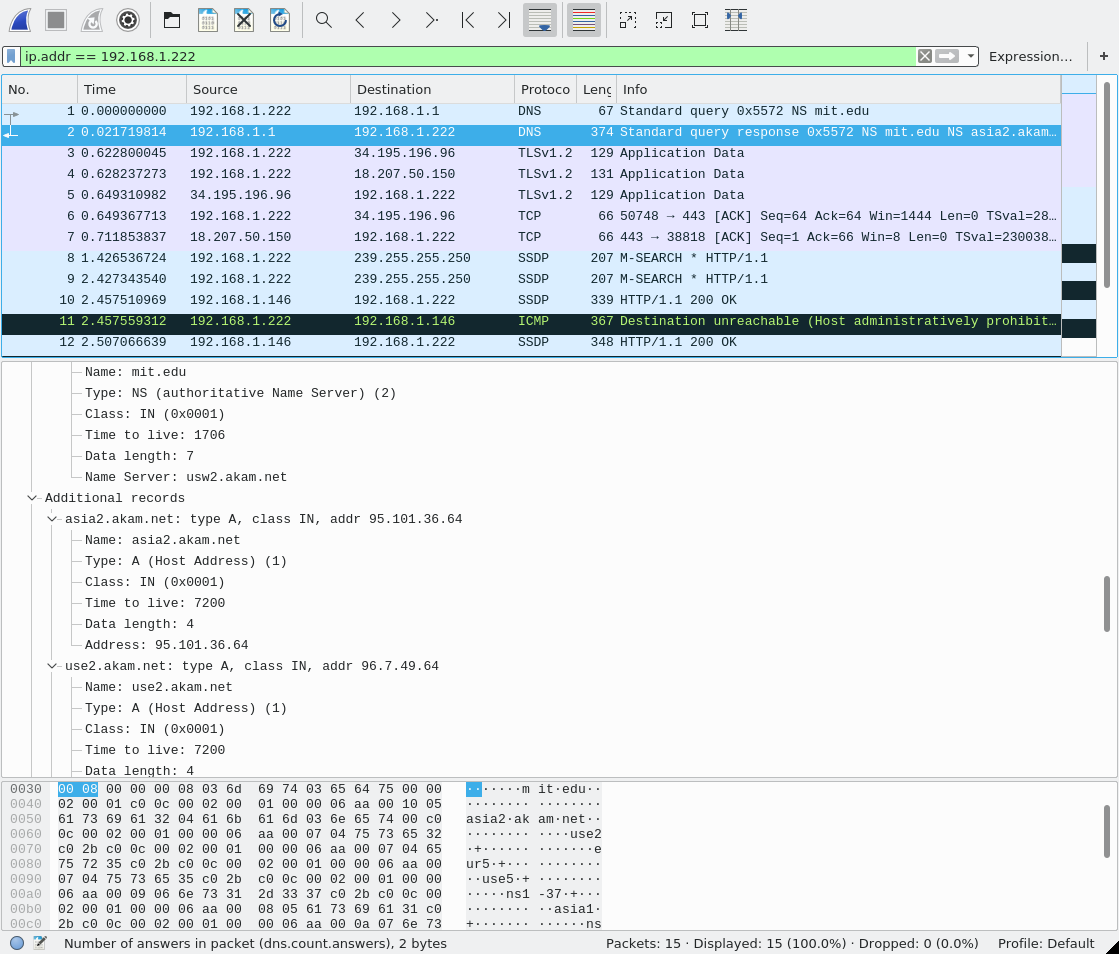 ip.addr == 192.168.1.222 Expression… +
No. Time Source Destination Protoco Leng Info
1 0.000000000 192.168.1.222 192.168.1.1 DNS 67 Standard query 0x5572 NS mit.edu
2 0.021719814 192.168.1.1 192.168.1.222 DNS 374 Standard query response 0x5572 NS mit.edu NS asia2.akam…
3 0.622800045 192.168.1.222 34.195.196.96 TLSv1.2 129 Application Data
4 0.628237273 192.168.1.222 18.207.50.150 TLSv1.2 131 Application Data
5 0.649310982 34.195.196.96 192.168.1.222 TLSv1.2 129 Application Data
6 0.649367713 192.168.1.222 34.195.196.96 TCP 66 50748 → 443 [ACK] Seq=64 Ack=64 Win=1444 Len=0 TSval=28…
7 0.711853837 18.207.50.150 192.168.1.222 TCP 66 443 → 38818 [ACK] Seq=1 Ack=66 Win=8 Len=0 TSval=230038…
8 1.426536724 192.168.1.222 239.255.255.250 SSDP 207 M-SEARCH * HTTP/1.1
9 2.427343540 192.168.1.222 239.255.255.250 SSDP 207 M-SEARCH * HTTP/1.1
10 2.457510969 192.168.1.146 192.168.1.222 SSDP 339 HTTP/1.1 200 OK
11 2.457559312 192.168.1.222 192.168.1.146 ICMP 367 Destination unreachable (Host administratively prohibit…
12 2.507066639 192.168.1.146 192.168.1.222 SSDP 348 HTTP/1.1 200 OK
Name: mit.edu
Type: NS (authoritative Name Server) (2)
Class: IN (0x0001)
Time to live: 1706
Data length: 7
Name Server: usw2.akam.net
Additional records
asia2.akam.net: type A, class IN, addr 95.101.36.64
Name: asia2.akam.net
Type: A (Host Address) (1)
Class: IN (0x0001)
Time to live: 7200
Data length: 4
Address: 95.101.36.64
use2.akam.net: type A, class IN, addr 96.7.49.64
Name: use2.akam.net
Type: A (Host Address) (1)
Class: IN (0x0001)
Time to live: 7200
Data length: 4
0030 00 08 00 00 00 08 03 6d 69 74 03 65 64 75 00 00 ·······m it·edu··
0040 02 00 01 c0 0c 00 02 00 01 00 00 06 aa 00 10 05 ········ ········
0050 61 73 69 61 32 04 61 6b 61 6d 03 6e 65 74 00 c0 asia2·ak am·net··
0060 0c 00 02 00 01 00 00 06 aa 00 07 04 75 73 65 32 ········ ····use2
0070 c0 2b c0 0c 00 02 00 01 00 00 06 aa 00 07 04 65 ·+······ ·······e
0080 75 72 35 c0 2b c0 0c 00 02 00 01 00 00 06 aa 00 ur5·+··· ········
0090 07 04 75 73 65 35 c0 2b c0 0c 00 02 00 01 00 00 ··use5·+ ········
00a0 06 aa 00 09 06 6e 73 31 2d 33 37 c0 2b c0 0c 00 ·····ns1 -37·+···
00b0 02 00 01 00 00 06 aa 00 08 05 61 73 69 61 31 c0 ········ ··asia1·
00c0 2b c0 0c 00 02 00 01 00 00 06 aa 00 0a 07 6e 73 +······· ······ns
Number of answers in packet (dns.count.answers), 2 bytes Packets: 15 · Displayed: 15 (100.0%) · Dropped: 0 (0.0%) Profile: Default